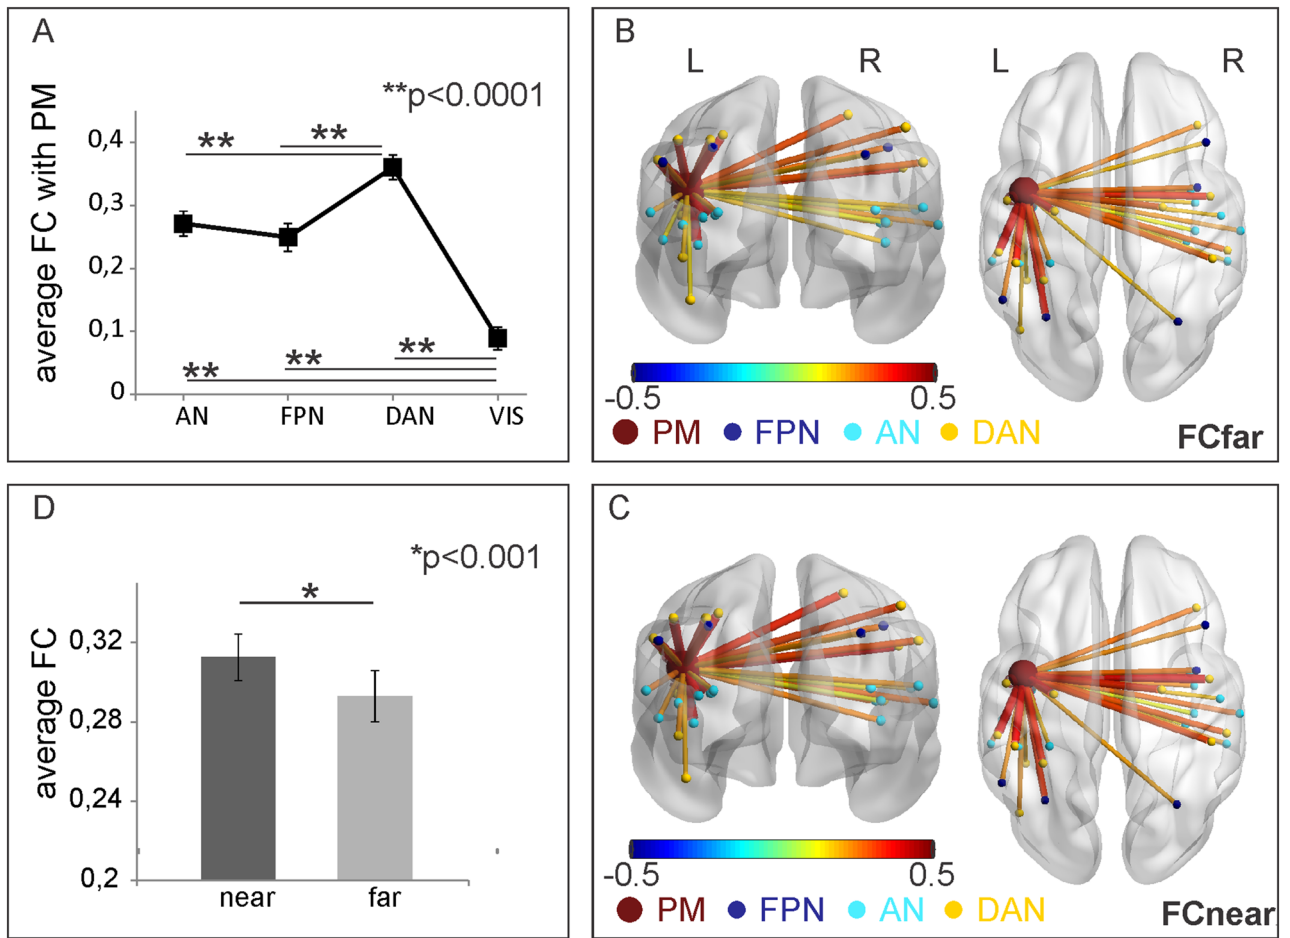 A
**p<0.0001
average FC with PM
0,4
0,3
0,2
0,1
0
** **
** ** **
AN FPN DAN VIS
B
L R L R
-0.5 0.5
PM FPN AN DAN
FCfar
D
*p<0.001
average FC
0,32
0,28
0,24
0,2
*
near far
C
-0.5 0.5
PM FPN AN DAN
FCnear